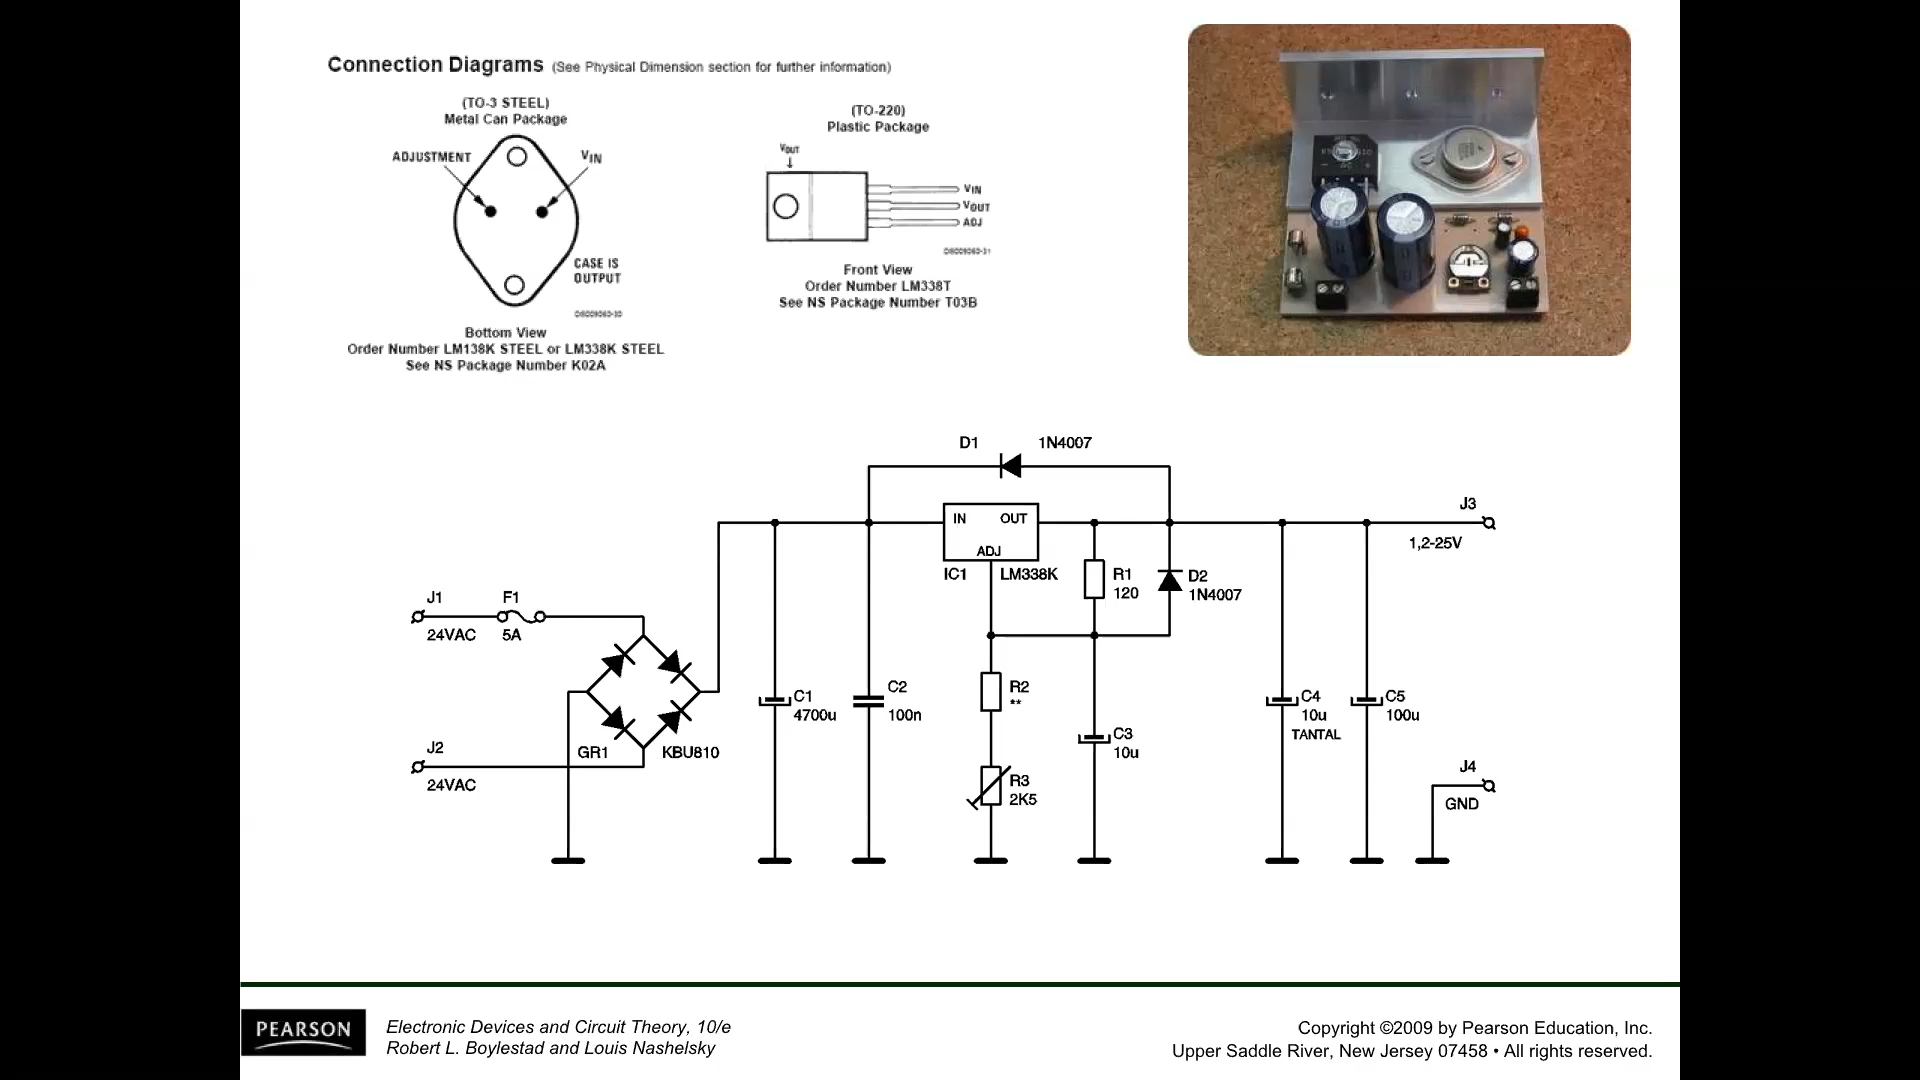 Connection Diagrams (See Physical Dimension section for further information)
(TO-3 STEEL)
Metal Can Package
ADJUSTMENT
VIN
CASE IS
OUTPUT
Bottom View
Order Number LM138K STEEL or LM338K STEEL
See NS Package Number K02A
(TO-220)
Plastic Package
VOUT
VIN
VOUT
ADJ
Front View
Order Number LM338T
See NS Package Number T03B
D1 1N4007
IN OUT
ADJ
IC1 LM338K
R1
120
D2
1N4007
J3
1,2-25V
J1
24VAC
F1
5A
J2
24VAC
GR1 KBU810
C1
4700u
C2
100n
R2
**
R3
2K5
C3
10u
C4
10u
TANTAL
C5
100u
J4
GND
PEARSON
Electronic Devices and Circuit Theory, 10/e
Robert L. Boylestad and Louis Nashelsky
Copyright ©2009 by Pearson Education, Inc.
Upper Saddle River, New Jersey 07458 • All rights reserved.